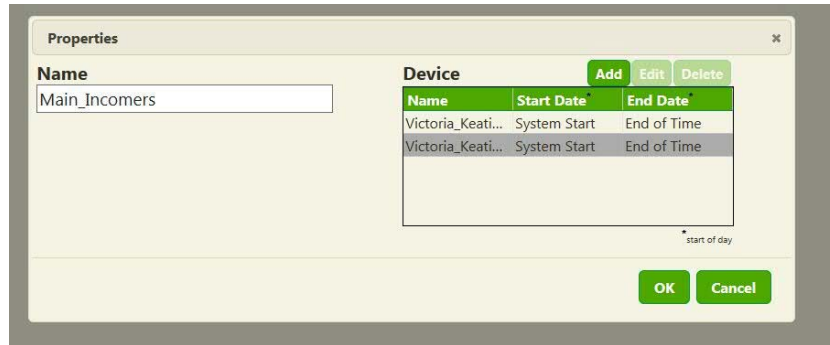 Properties ×
Name
Main_Incomers
Device Add Edit Delete
Name Start Date* End Date*
Victoria_Keati... System Start End of Time
Victoria_Keati... System Start End of Time
*start of day
OK Cancel